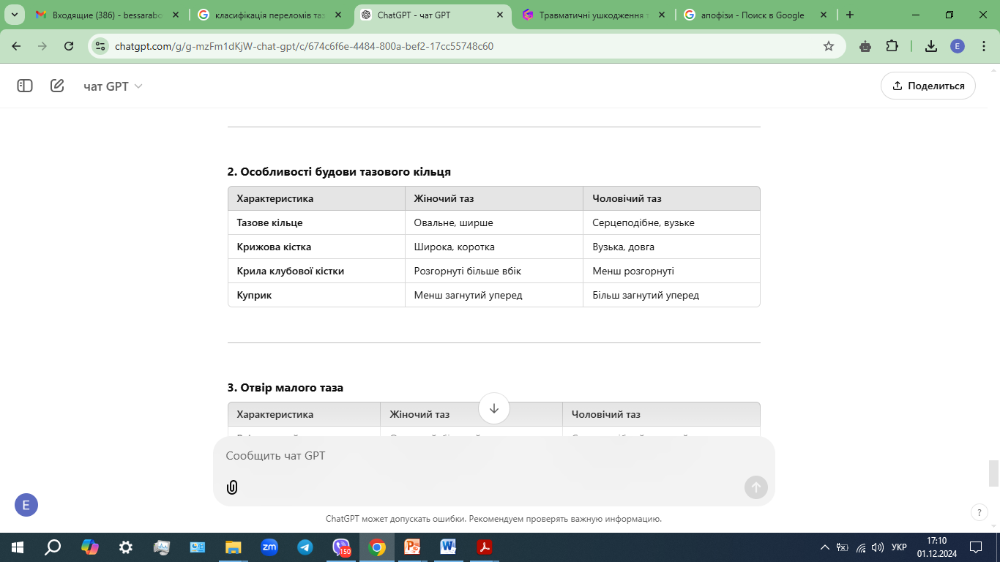 Входящие (386) - bessarabo
класифікація переломів таз
ChatGPT - чат GPT
Травматичні ушкодження т
апофізи - Поиск в Google
chatgpt.com/g/g-mzFm1dKjW-chat-gpt/c/674c6f6e-4484-800a-bef2-17cc55748c60
E
чат GPT
Поделиться
2. Особливості будови тазового кільця
Характеристика Жіночий таз Чоловічий таз
Тазове кільце Овальне, ширше Серцеподібне, вузьке
Крижова кістка Широка, коротка Вузька, довга
Крила клубової кістки Розгорнуті більше вбік Менш розгорнуті
Куприк Менш загнутий уперед Більш загнутий уперед
3. Отвір малого таза
Характеристика Жіночий таз Чоловічий таз
Сообщить чат GPT
E
?
ChatGPT может допускать ошибки. Рекомендуем проверять важную информацию.
zm
150
УКР
17:10
01.12.2024